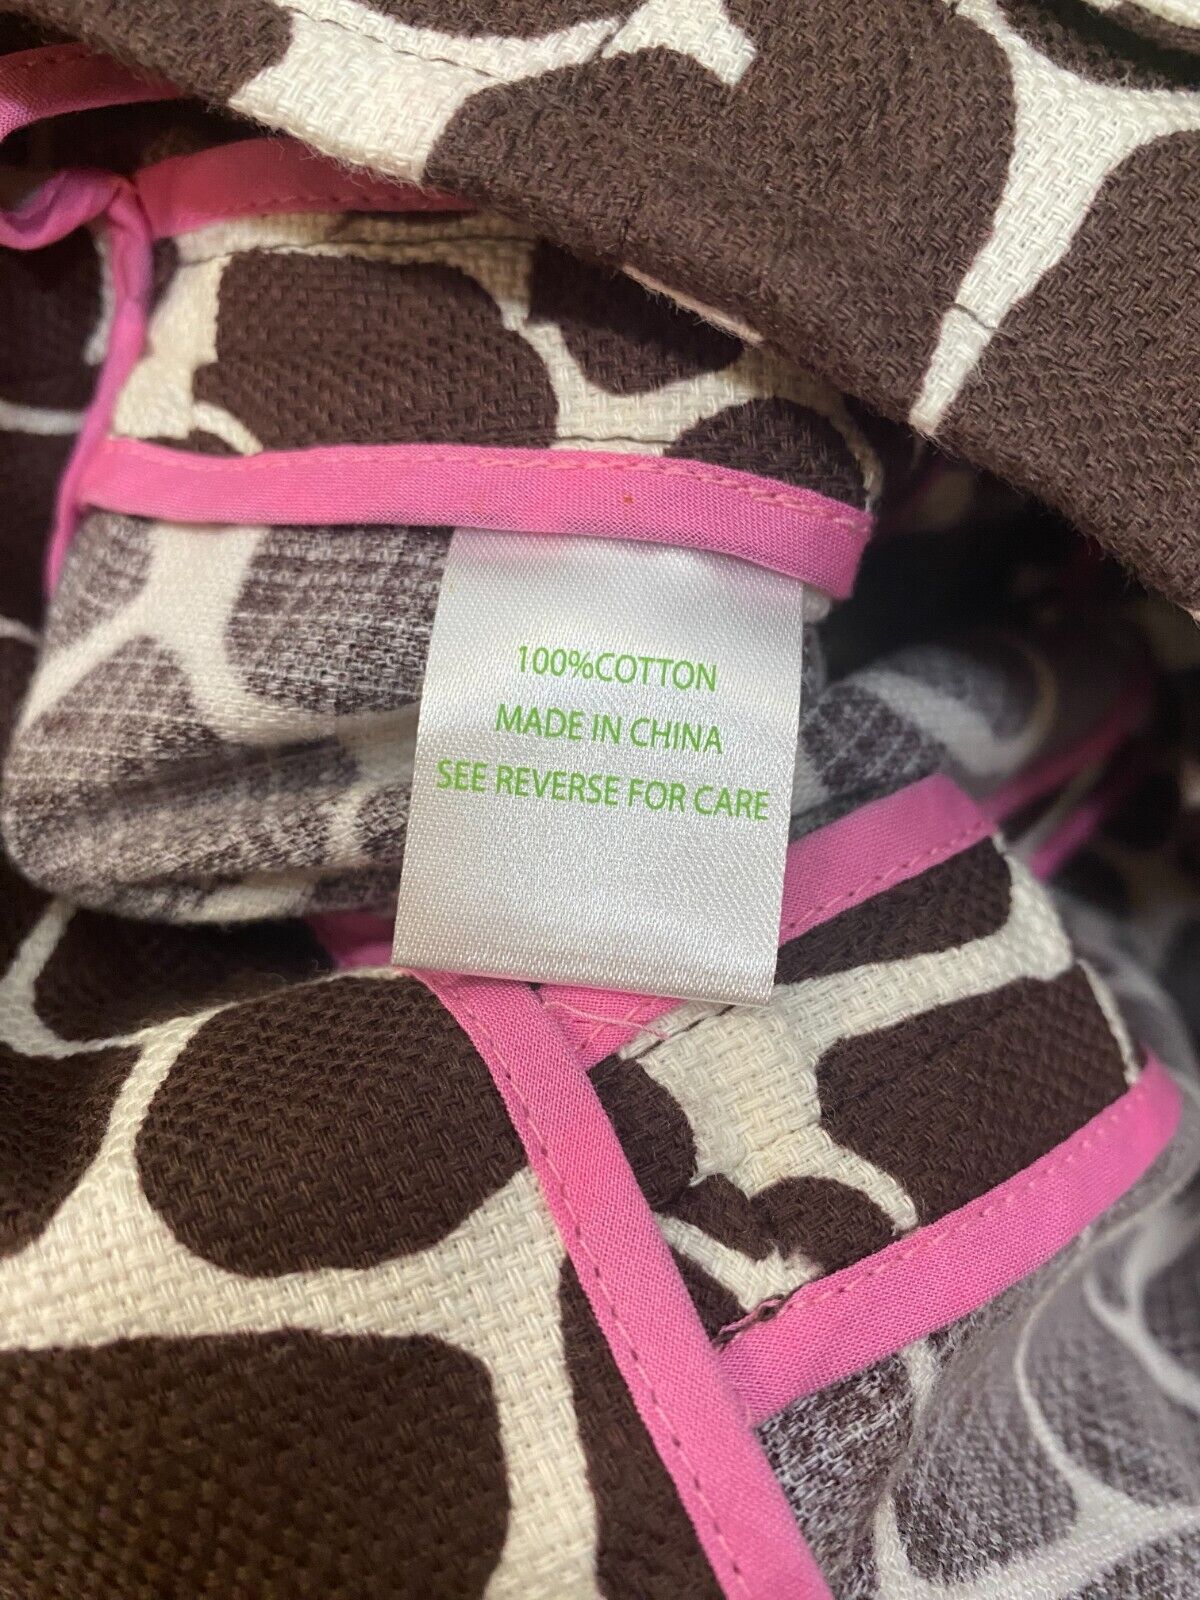 100%COTTON
MADE IN CHINA
SEE REVERSE FOR CARE